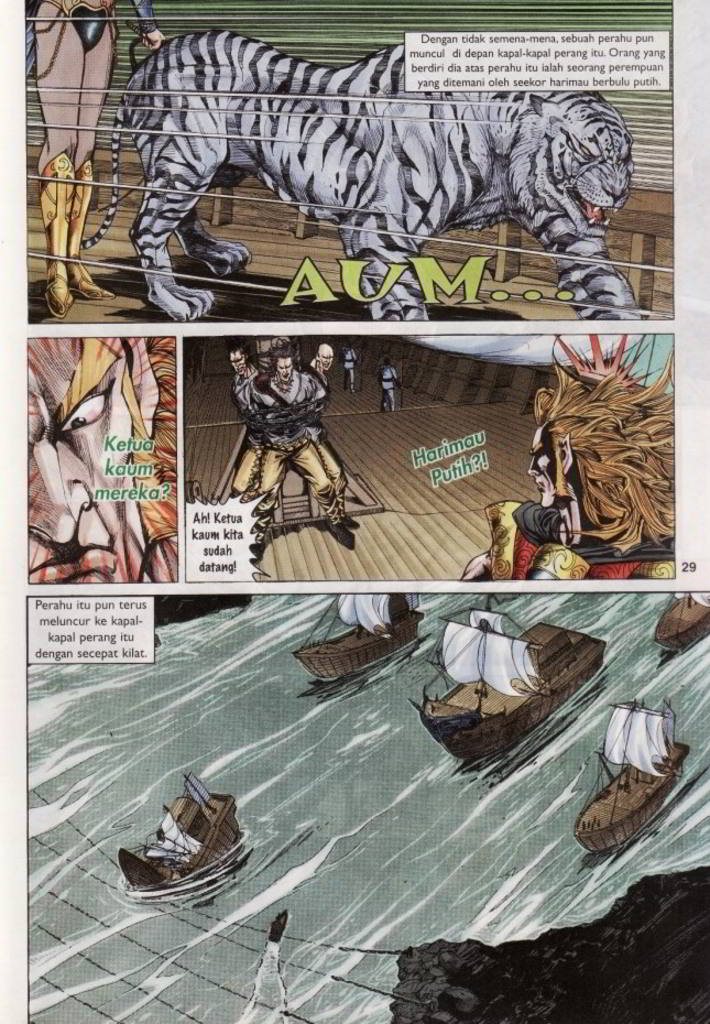 Dengan tidak semena-mena, sebuah perahu pun
muncul di depan kapal-kapal perang itu. Orang yang
berdiri dia atas perahu itu ialah seorang perempuan
yang ditemani oleh seekor harimau berbulu putih.
AUM...
Ketua
kaum
mereka?
Harimau
Putih?!
Ah! Ketua
kaum kita
sudah
datang!
29
Perahu itu pun terus
meluncur ke kapal-
kapal perang itu
dengan secepat kilat.